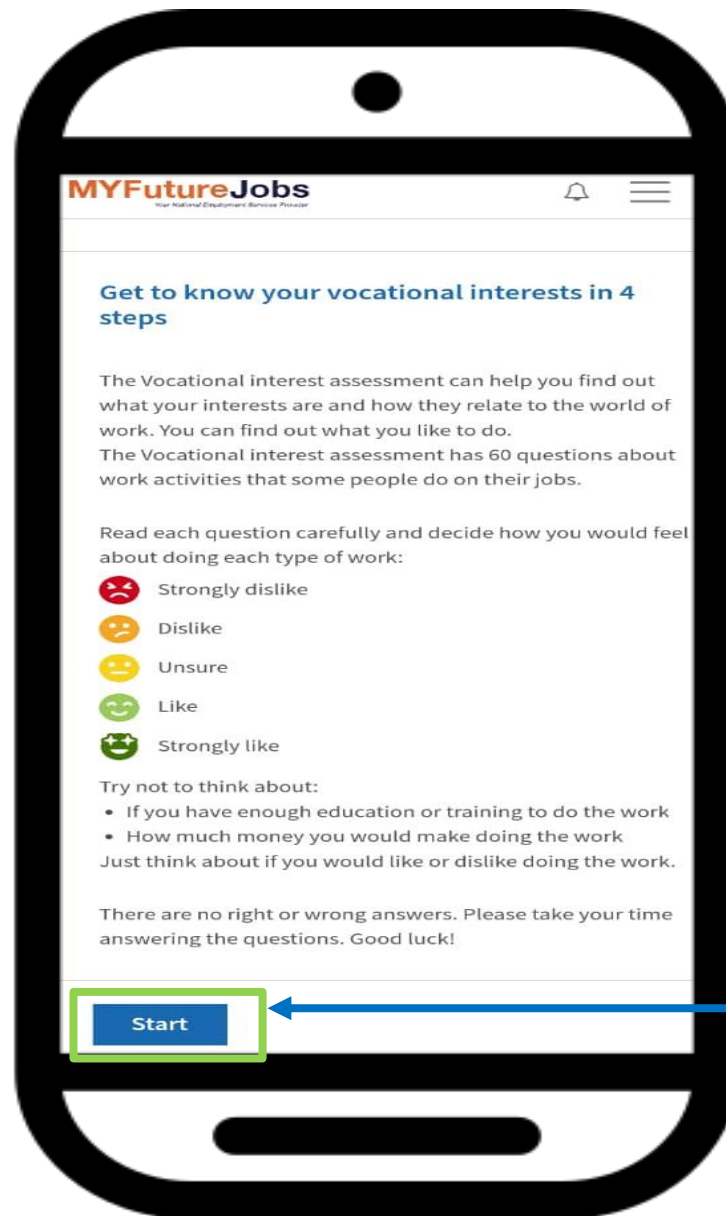 MYFutureJobs
Your National Employment Services Provider
Get to know your vocational interests in 4
steps
The Vocational interest assessment can help you find out
what your interests are and how they relate to the world of
work. You can find out what you like to do.
The Vocational interest assessment has 60 questions about
work activities that some people do on their jobs.
Read each question carefully and decide how you would feel
about doing each type of work:
Strongly dislike
Dislike
Unsure
Like
Strongly like
Try not to think about:
• If you have enough education or training to do the work
• How much money you would make doing the work
Just think about if you would like or dislike doing the work.
There are no right or wrong answers. Please take your time
answering the questions. Good luck!
Start